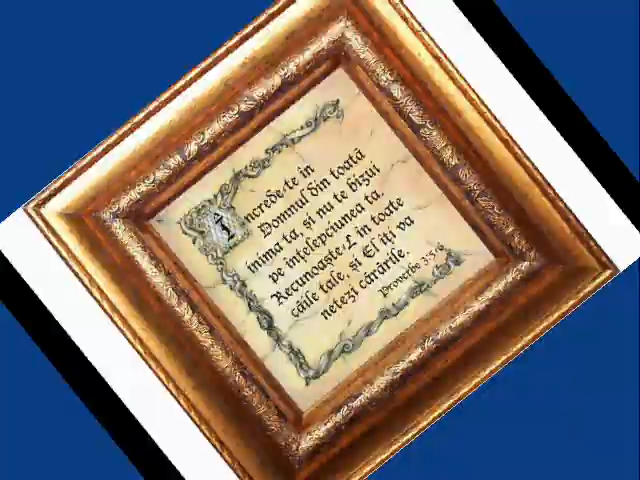 Încrede-te în
Domnul din toată
inima ta, și nu te bizui
pe înțelepciunea ta.
Recunoaște-L în toate
căile tale, și El îți va
netezi cărările.
Proverbe 3:5,6